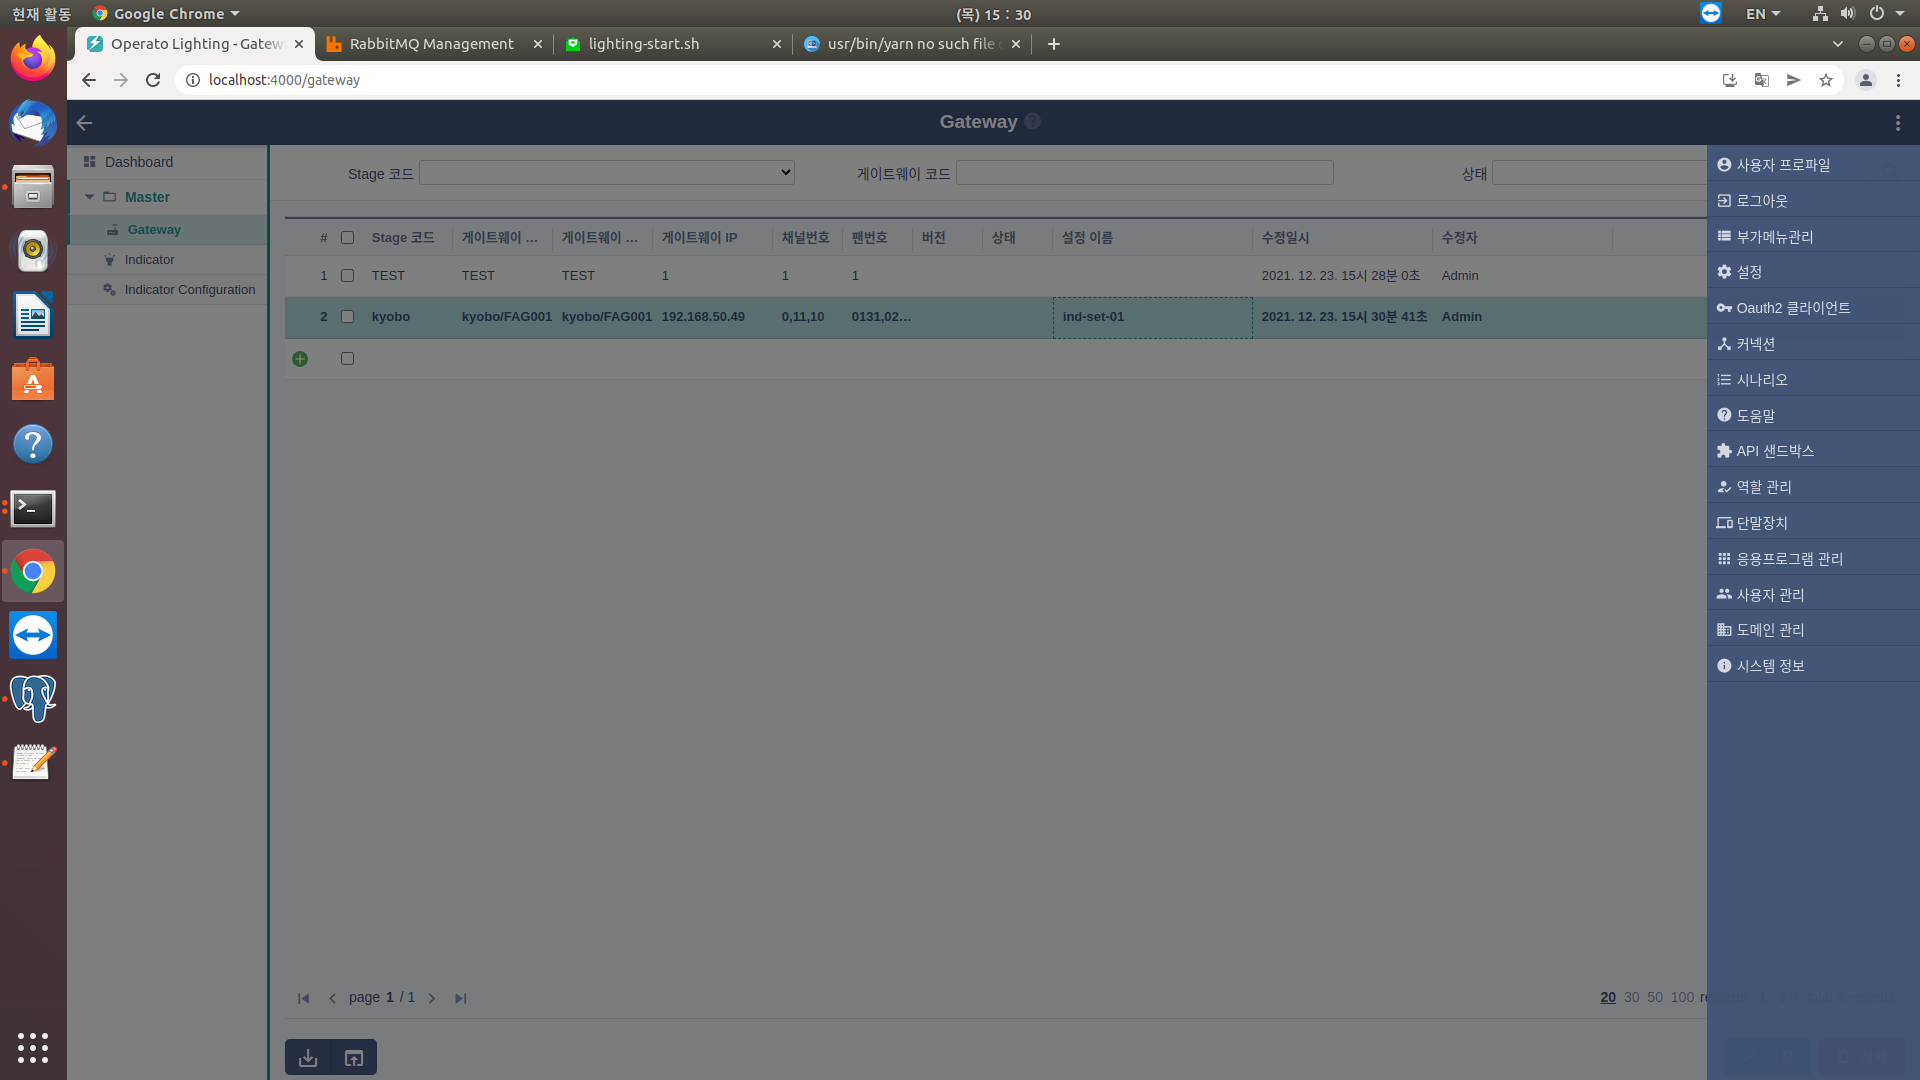 현재 활동
Google Chrome
(목) 15 : 30
EN
Operato Lighting - Gatew
RabbitMQ Management
lighting-start.sh
usr/bin/yarn no such file
localhost:4000/gateway
Gateway
Dashboard
Master
Gateway
Indicator
Indicator Configuration
Stage 코드
게이트웨이 코드
상태
# Stage 코드 게이트웨이 ... 게이트웨이 ... 게이트웨이 IP 채널번호 팬번호 버전 상태 설정 이름 수정일시 수정자
1 TEST TEST TEST 1 1 1 2021. 12. 23. 15시 28분 0초 Admin
2 kyobo kyobo/FAG001 kyobo/FAG001 192.168.50.49 0,11,10 0131,02... ind-set-01 2021. 12. 23. 15시 30분 41초 Admin
page 1 / 1
20 30 50 100
사용자 프로파일
로그아웃
부가메뉴관리
설정
Oauth2 클라이언트
커넥션
시나리오
도움말
API 샌드박스
역할 관리
단말장치
응용프로그램 관리
사용자 관리
도메인 관리
시스템 정보